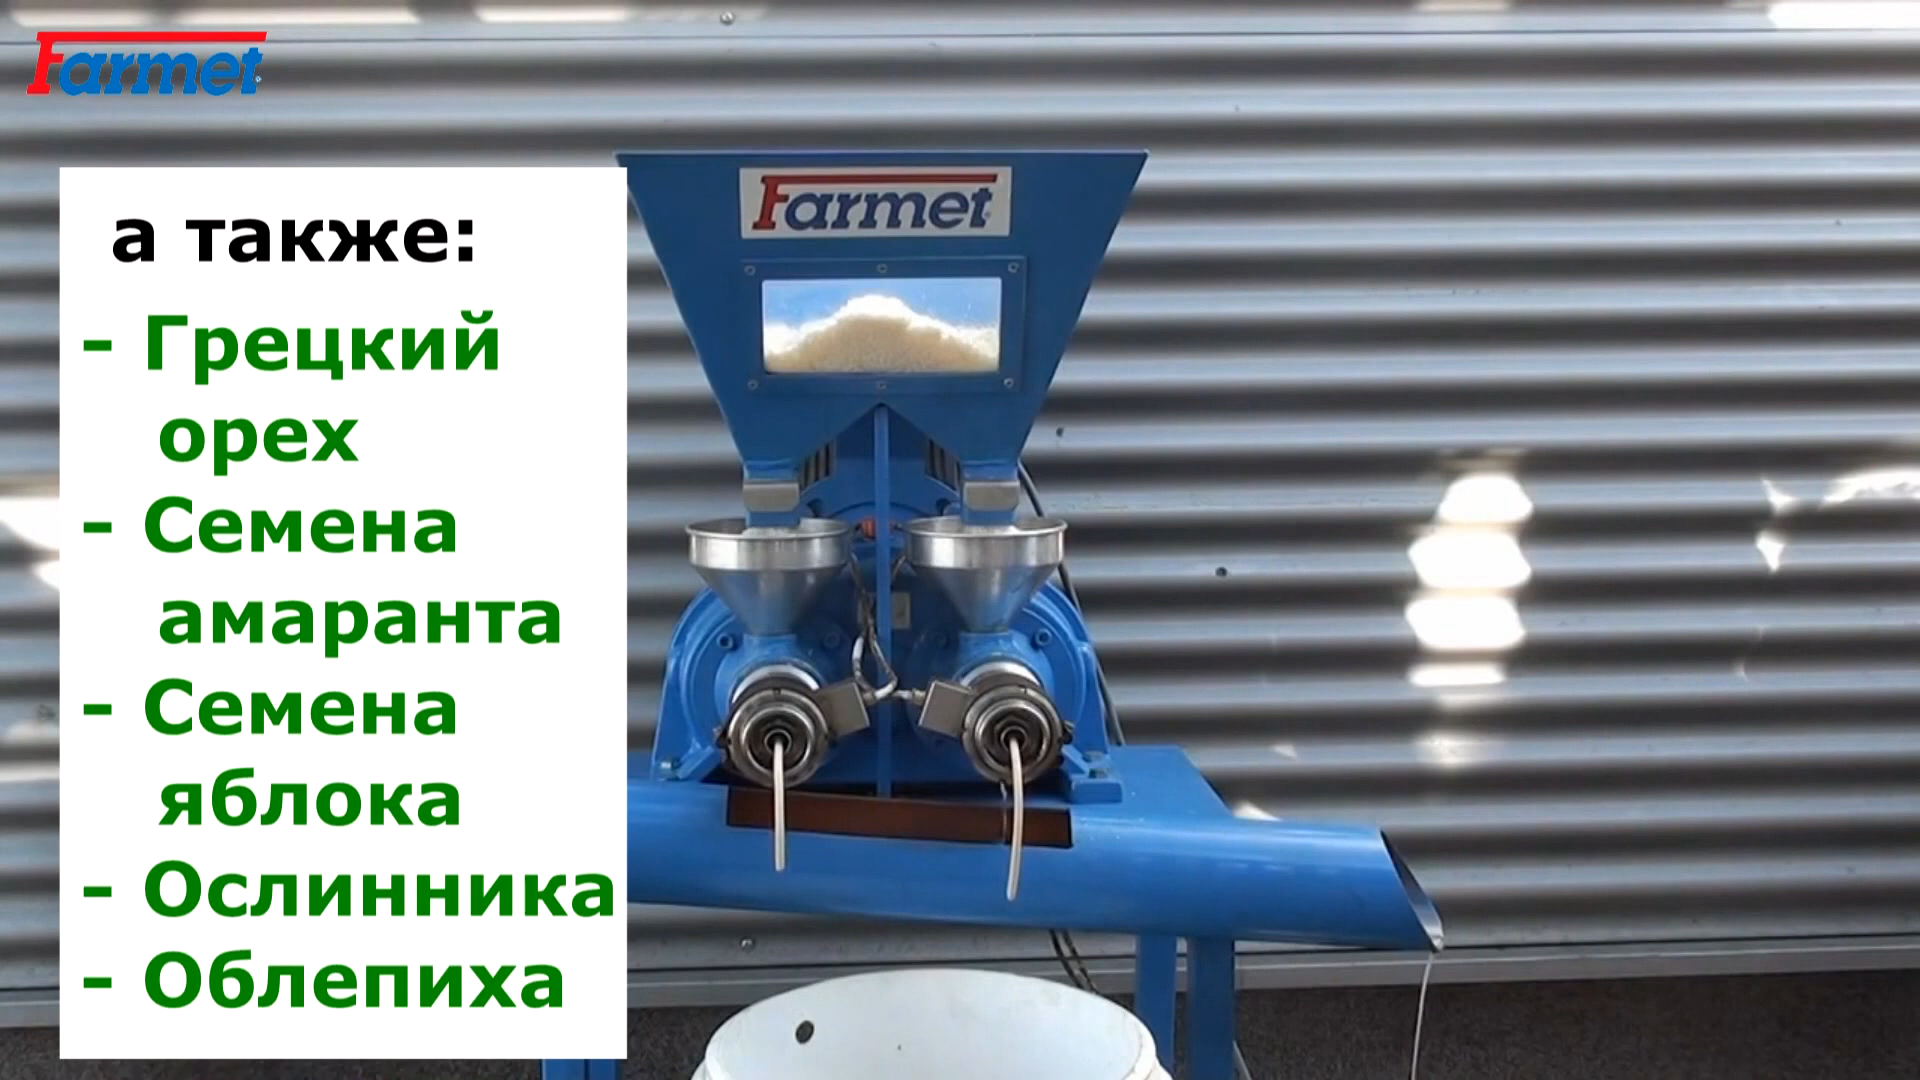 Farmet
Farmet
а также:
- Грецкий
орех
- Семена
амаранта
- Семена
яблока
- Ослинника
- Облепиха